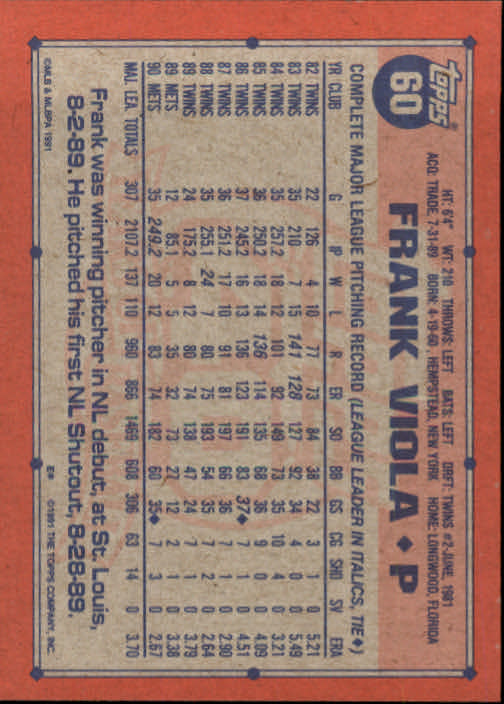 topps®
60
HT: 6'4" WT: 210 THROWS: LEFT BATS: LEFT DRFT: TWINS #2-JUNE, 1981
ACQ: TRADE, 7-31-89 BORN: 4-19-60, HEMPSTEAD, NEW YORK HOME: LONGWOOD, FLORIDA
FRANK VIOLA ◆ P
COMPLETE MAJOR LEAGUE PITCHING RECORD (LEAGUE LEADER IN ITALICS, TIE◆)
YR CLUB G IP W L R ER SO BB GS CG SHO SV ERA
82 TWINS 22 126 4 10 77 73 84 38 22 3 1 0 5.21
83 TWINS 35 210 7 15 141 128 127 92 34 4 0 0 5.49
84 TWINS 35 257.2 18 12 101 92 149 73 35 10 4 0 3.21
85 TWINS 36 250.2 18 14 136 114 135 68 36 9 0 0 4.09
86 TWINS 37 245.2 16 13 136 123 191 83 37◆ 7 1 0 4.51
87 TWINS 36 251.2 17 10 91 81 197 66 36 7 1 0 2.90
88 TWINS 35 255.1 24 7 80 75 193 54 35 7 2 0 2.64
89 TWINS 24 175.2 8 12 80 74 138 47 24 7 1 0 3.79
89 METS 12 85.1 5 5 35 32 73 27 12 2 1 0 3.38
90 METS 35 249.2 20 12 83 74 182 60 35◆ 7 3 0 2.67
MAJ. LEA. TOTALS 307 2107.2 137 110 960 866 1469 608 306 63 14 0 3.70
Frank was winning pitcher in NL debut, at St. Louis,
8-2-89. He pitched his first NL Shutout, 8-28-89.
©MLB & MLBPA 1991 E* ©1991 THE TOPPS COMPANY, INC.